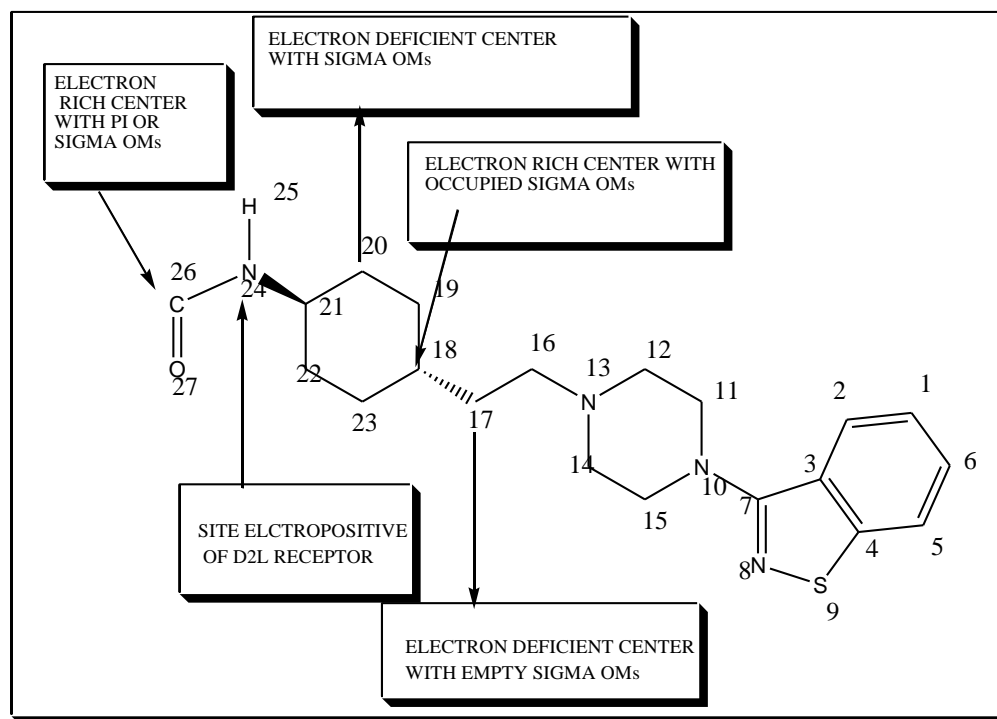 ELECTRON DEFICIENT CENTER
WITH SIGMA OMs
ELECTRON
RICH CENTER
WITH PI OR
SIGMA OMs
ELECTRON RICH CENTER WITH
OCCUPIED SIGMA OMs
H 25
20
26 N
24
C 21 19
18
O 22 16 12
27 13
23 N 11 2 1
17
14 3 6
N
10
15 7
4 5
N
8 S
9
SITE ELCTROPOSITIVE
OF D2L RECEPTOR
ELECTRON DEFICIENT CENTER
WITH EMPTY SIGMA OMs